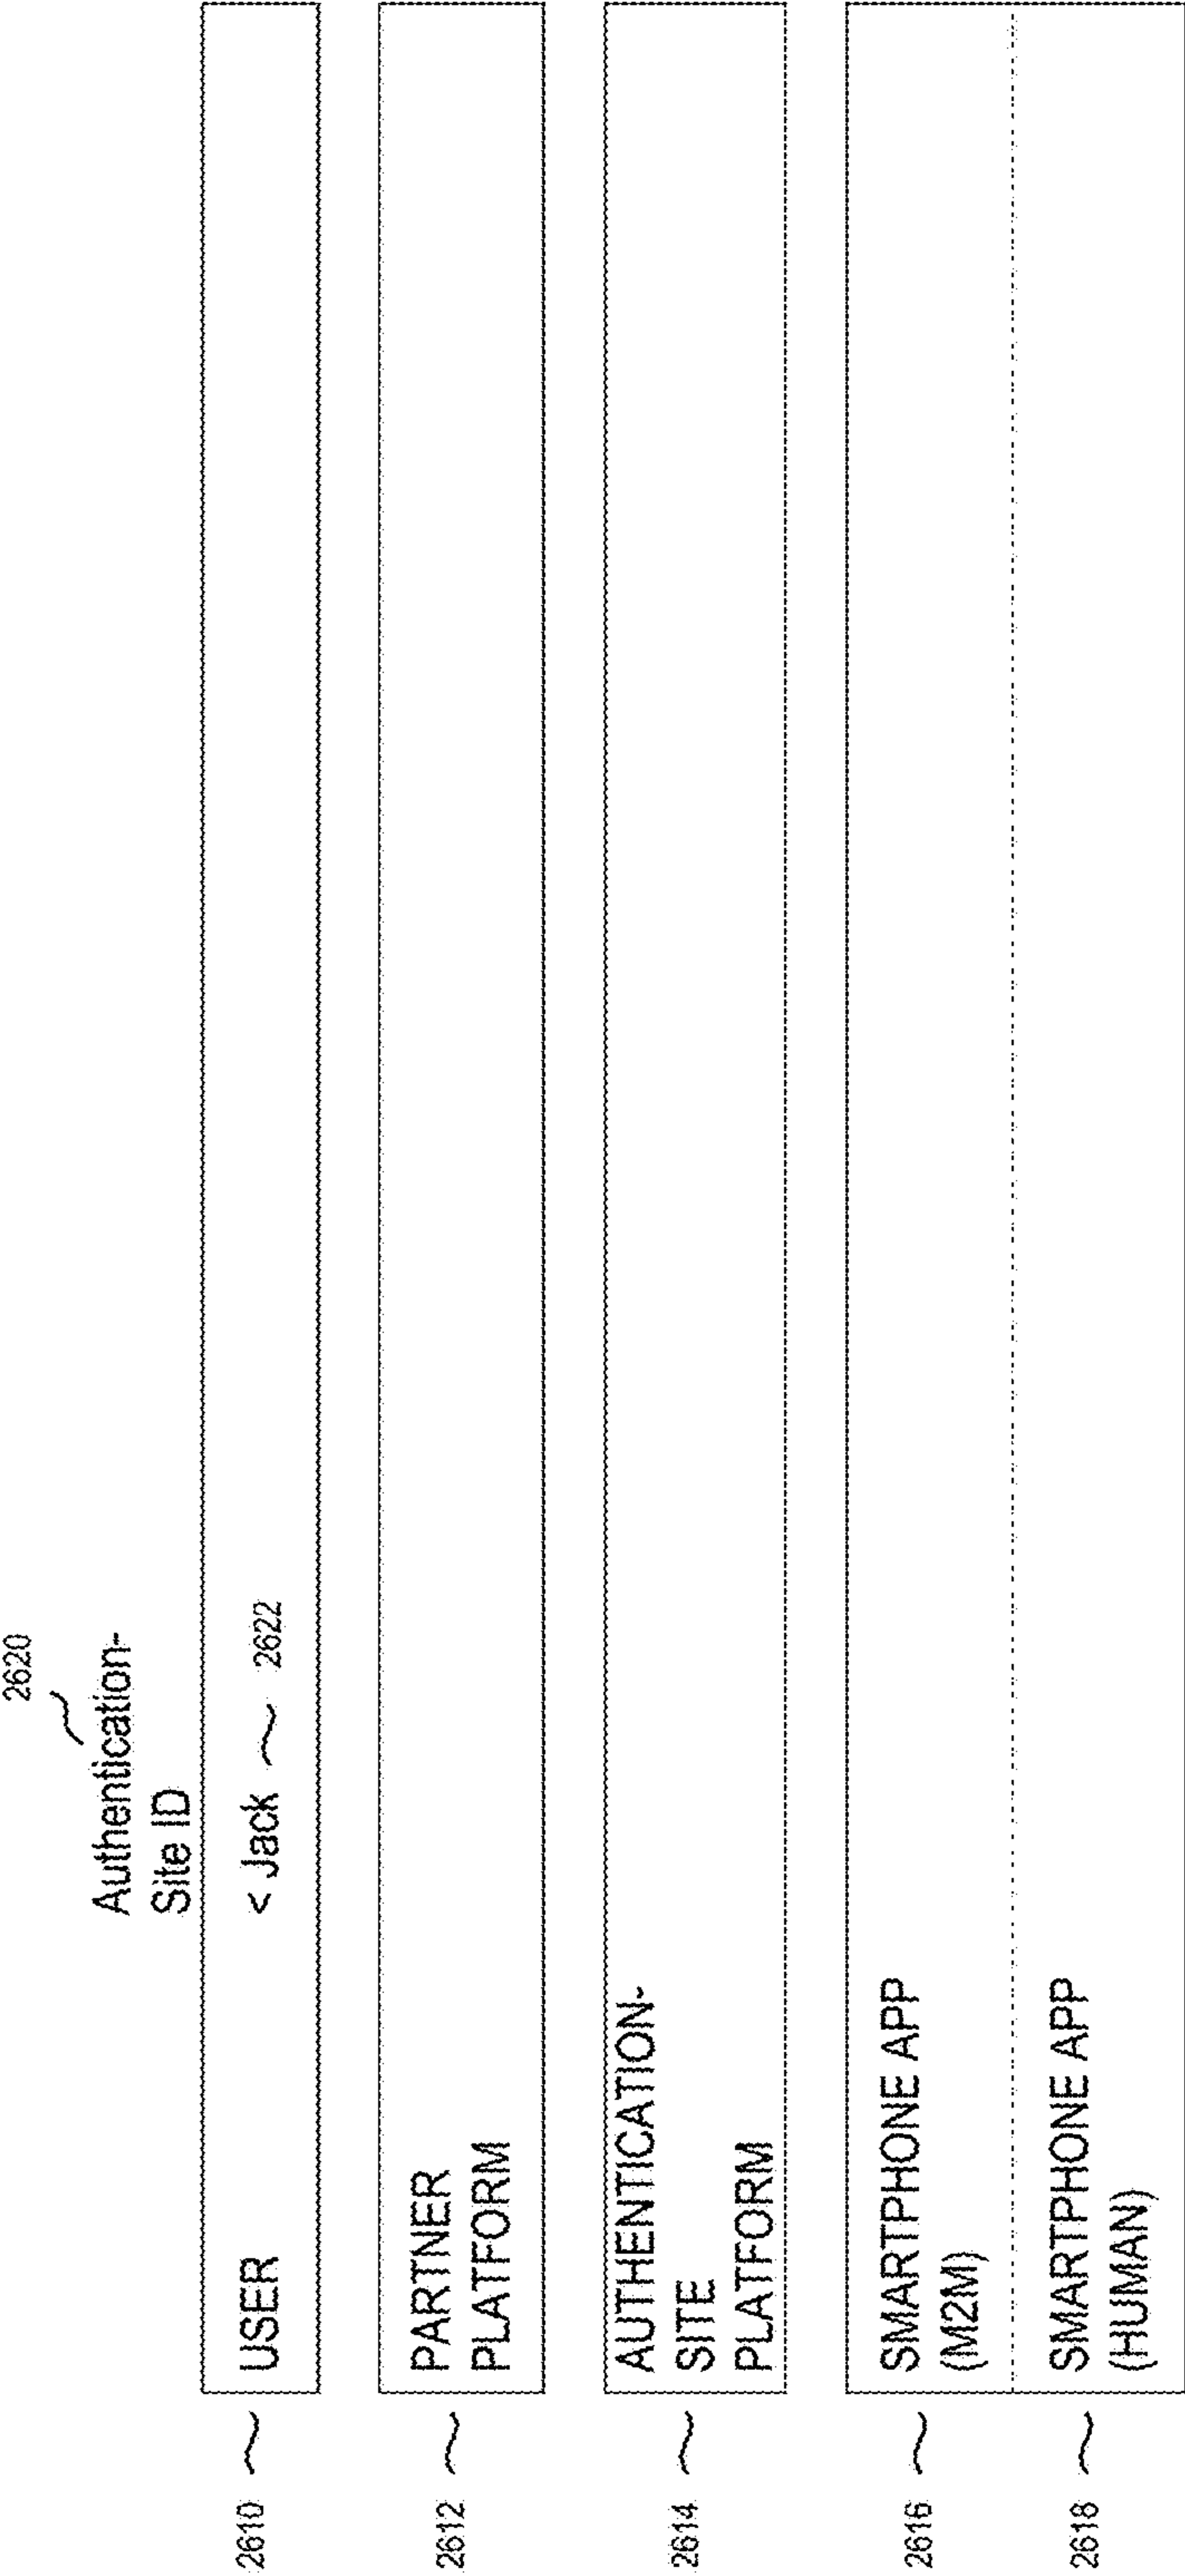 2620
Authentication-
Site ID
2610
USER
< Jack
2622
2612
PARTNER
PLATFORM
2614
AUTHENTICATION-
SITE
PLATFORM
2616
SMARTPHONE APP
(M2M)
2618
SMARTPHONE APP
(HUMAN)